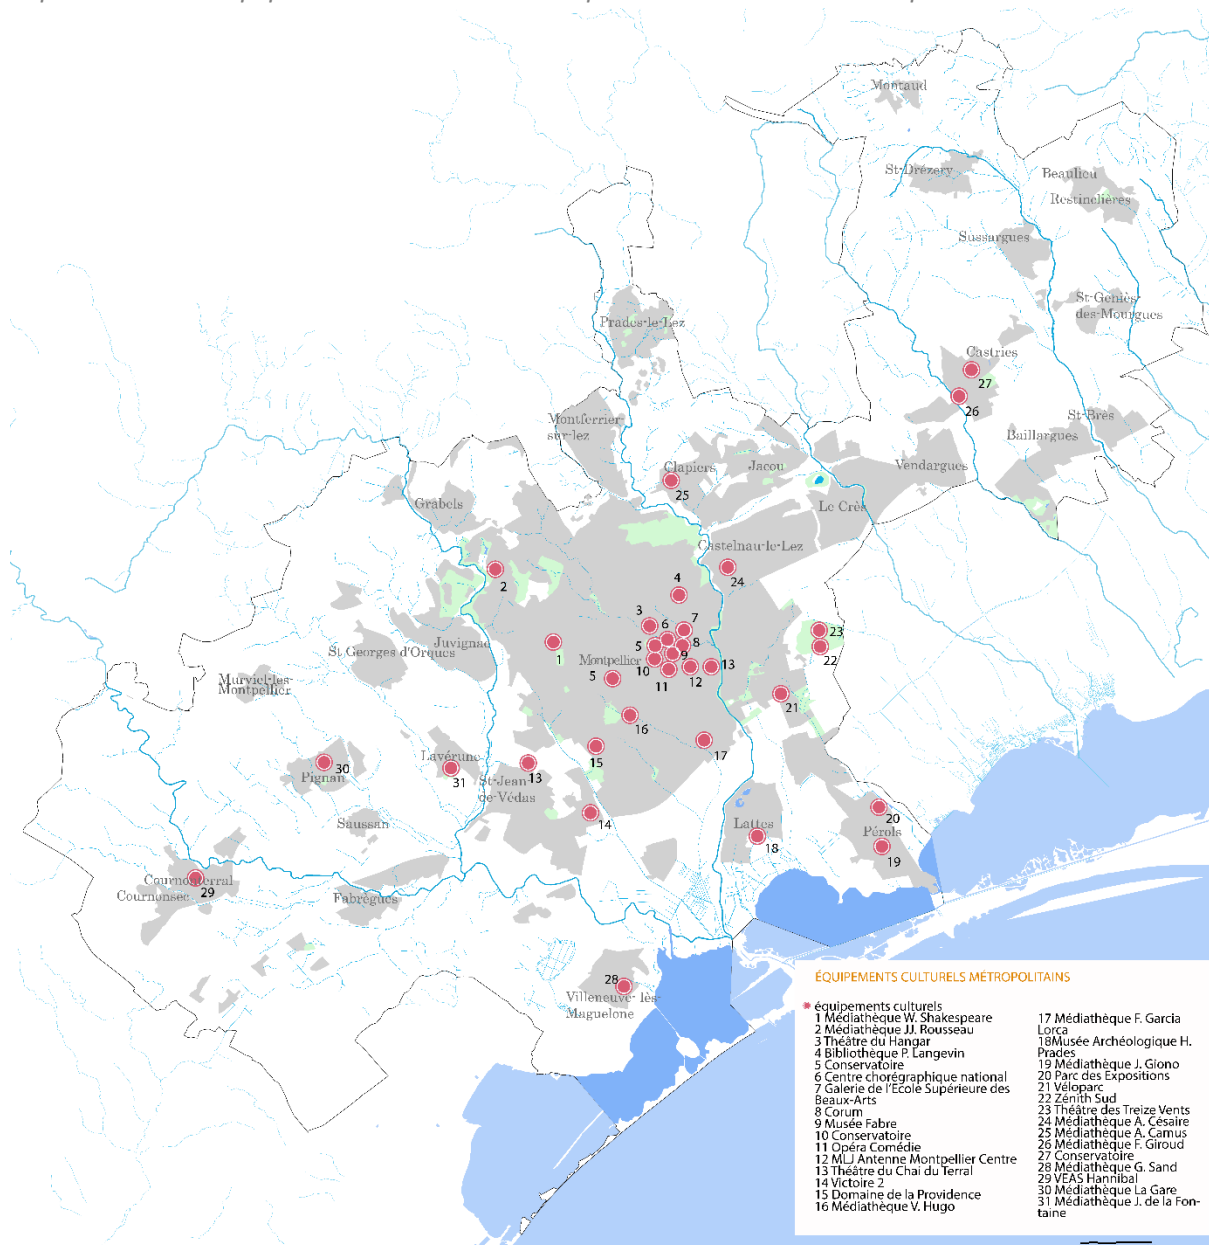 Montaud
St-Drézery
Beaulieu
Restinclières
Sussargues
St-Geniès-
des-Mourgues
Prades-le-Lez
Castries
27
26
St-Brès
Baillargues
Montferrier-
sur-lez
Clapiers
Jacou
Vendargues
25
Grabels
Le Crès
Castelnau-le-Lez
24
2
4
3
6
7
5
8
9
23
22
Juvignac
St Georges d'Orques
1
Montpellier
5
10
11
12
13
Murviel-les
Montpellier
21
16
17
15
Lavérune
31
13
St-Jean-
de-Védas
30
Pignan
14
Saussan
Lattes
18
20
Pérols
19
Cournonterral
Cournonsec
29
Fabrègues
28
Villeneuve-lès-
Maguelone
ÉQUIPEMENTS CULTURELS MÉTROPOLITAINS
équipements culturels
1 Médiathèque W. Shakespeare
2 Médiathèque JJ. Rousseau
3 Théâtre du Hangar
4 Bibliothèque P. Langevin
5 Conservatoire
6 Centre chorégraphique national
7 Galerie de l'Ecole Supérieure des
Beaux-Arts
8 Corum
9 Musée Fabre
10 Conservatoire
11 Opéra Comédie
12 MLJ Antenne Montpellier Centre
13 Théâtre du Chai du Terral
14 Victoire 2
15 Domaine de la Providence
16 Médiathèque V. Hugo
17 Médiathèque F. Garcia
Lorca
18Musée Archéologique H.
Prades
19 Médiathèque J. Giono
20 Parc des Expositions
21 Véloparc
22 Zénith Sud
23 Théâtre des Treize Vents
24 Médiathèque A. Césaire
25 Médiathèque A. Camus
26 Médiathèque F. Giroud
27 Conservatoire
28 Médiathèque G. Sand
29 VEAS Hannibal
30 Médiathèque La Gare
31 Médiathèque J. de la Fon-
taine